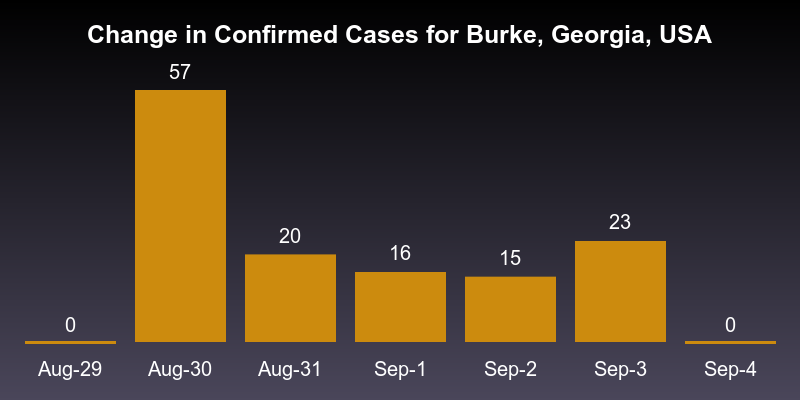 Change in Confirmed Cases for Burke, Georgia, USA
57
20
16
15
23
0
0
Aug-29
Aug-30
Aug-31
Sep-1
Sep-2
Sep-3
Sep-4